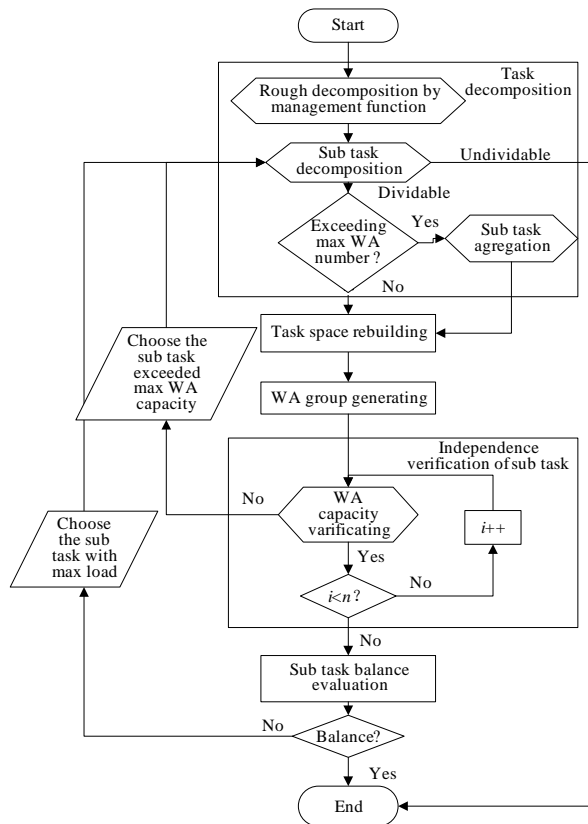 Start
Task
decomposition
Rough decomposition by
management function
Sub task
decomposition
Undividable
Dividable
Yes
Exceeding
max WA
number ?
Sub task
agregation
No
Task space rebuilding
Choose the
sub task
exceeded
max WA
capacity
WA group generating
Independence
verification of sub task
No
WA
capacity
varificating
i++
Choose
the sub
task with
max load
Yes
No
i<n?
No
Sub task balance
evaluation
No
Balance?
Yes
End